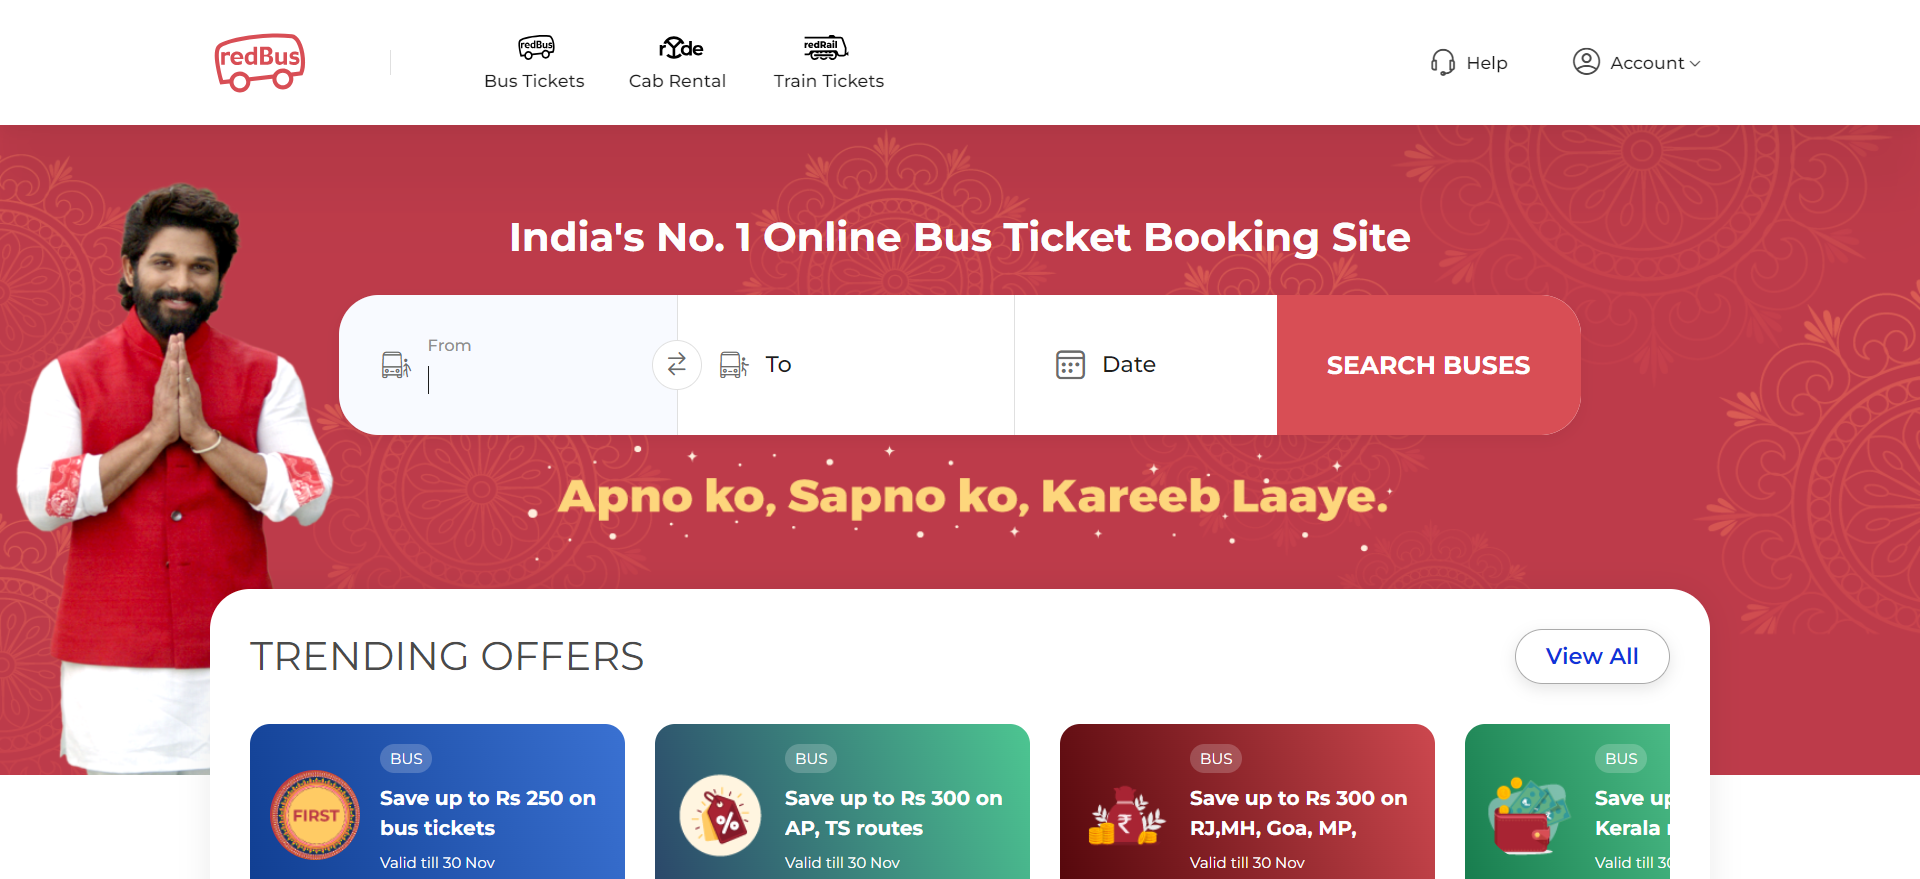 redBus
redBus
Bus Tickets
ryde
Cab Rental
redRail
Train Tickets
Help
Account
India's No. 1 Online Bus Ticket Booking Site
From
To
Date
SEARCH BUSES
Apno ko, Sapno ko, Kareeb Laaye.
TRENDING OFFERS
View All
FIRST
BUS
Save up to Rs 250 on
bus tickets
Valid till 30 Nov
BUS
Save up to Rs 300 on
AP, TS routes
Valid till 30 Nov
BUS
Save up to Rs 300 on
RJ,MH, Goa, MP,
Valid till 30 Nov
BUS
Save up
Kerala
Valid till 30